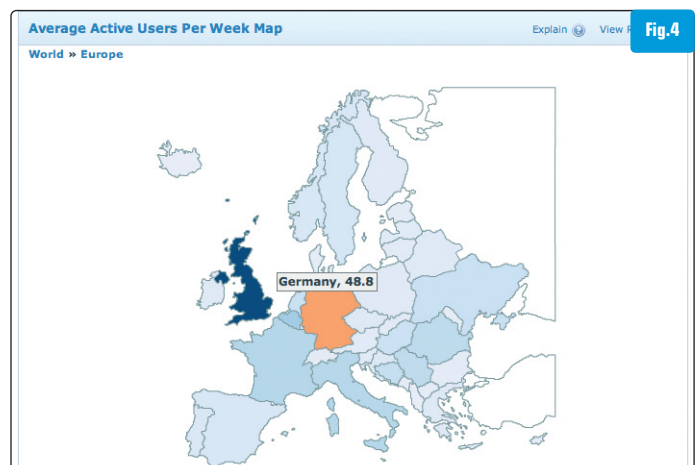 Average Active Users Per Week Map
Explain
View
Fig.4
World » Europe
Germany, 48.8